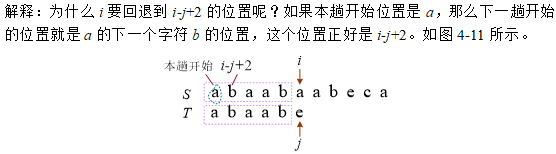 解释：为什么 i 要回退到 i-j+2 的位置呢？如果本趟开始位置是 a，那么下一趟开始
的位置就是 a 的下一个字符 b 的位置，这个位置正好是 i-j+2。如图 4-11 所示。
本趟开始 i-j+2 i
S a b a a b a a b e c a
T a b a a b e
j